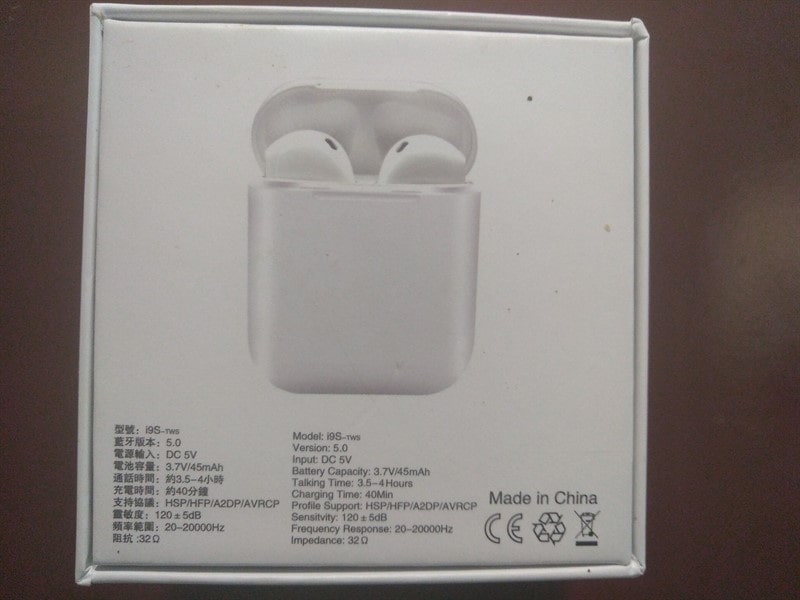 型號：i9S-TWS
藍牙版本：5.0
電源輸入：DC 5V
電池容量：3.7V/45mAh
通話時間：約3.5-4小時
充電時間：約40分鐘
支持協議：HSP/HFP/A2DP/AVRCP
靈敏度：120±5dB
頻率範圍：20-20000Hz
阻抗:32Ω
Model: i9S-TWS
Version: 5.0
Input: DC 5V
Battery Capacity: 3.7V/45mAh
Talking Time: 3.5-4Hours
Charging Time: 40Min
Profile Support: HSP/HFP/A2DP/AVRCP
Sensitvity: 120±5dB
Frequency Response: 20-20000Hz
Impedance: 32Ω
Made in China
CE